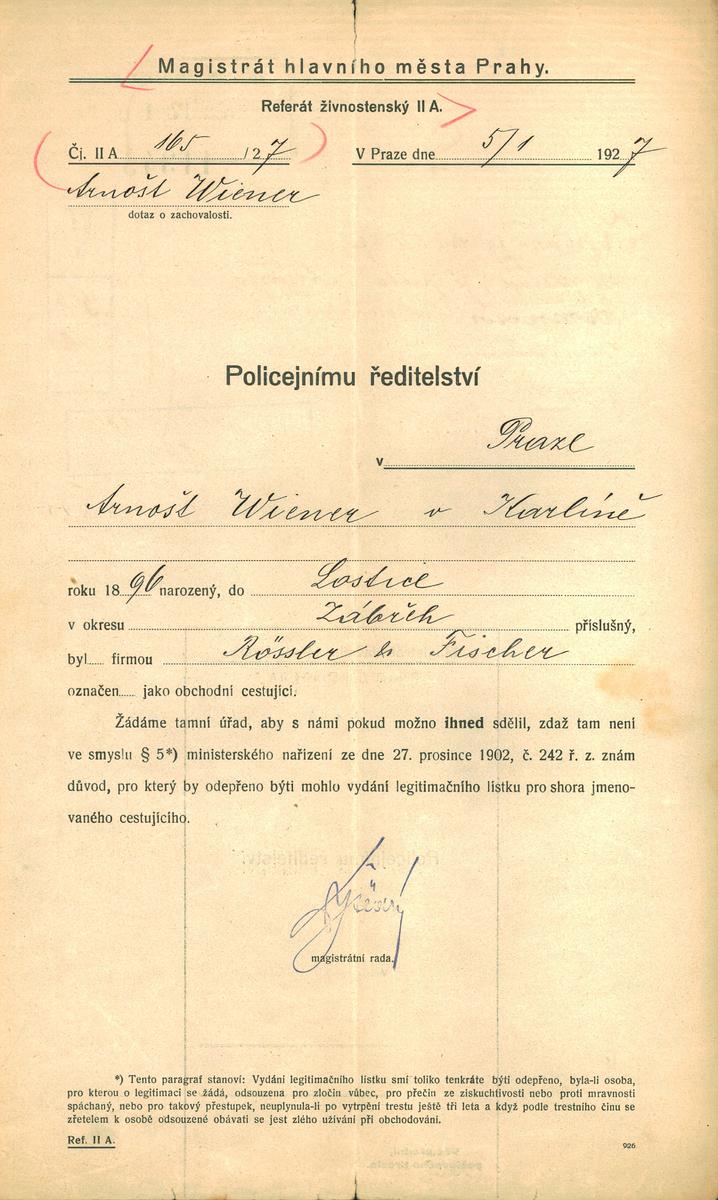 Magistrát hlavního města Prahy.
Referát živnostenský II A.
Čj. II A 165 /27 V Praze dne 5/1 1927
Arnošt Wiener
dotaz o zachovalosti.
Policejnímu ředitelství
v Praze
Arnošt Wiener v Karlíně
roku 1896 narozený, do Lostice
v okresu Zábřeh příslušný,
byl firmou Rössler & Fischer
označen jako obchodní cestující.
Žádáme tamní úřad, aby s námi pokud možno ihned sdělil, zdaž tam není
ve smyslu § 5*) ministerského nařízení ze dne 27. prosince 1902, č. 242 ř. z. znám
důvod, pro který by odepřeno býti mohlo vydání legitimačního lístku pro shora jmeno-
vaného cestujícího.
magistrátní rada.
*) Tento paragraf stanoví: Vydání legitimačního lístku smí toliko tenkráte býti odepřeno, byla-li osoba,
pro kterou o legitimaci se žádá, odsouzena pro zločin vůbec, pro přečin ze ziskuchtivosti nebo proti mravnosti
spáchaný, nebo pro takový přestupek, neuplynula-li po vytrpění trestu ještě tři leta a když podle trestního činu se
zřetelem k osobě odsouzené obávati se jest zlého užívání při obchodování.
Ref. II A. 926